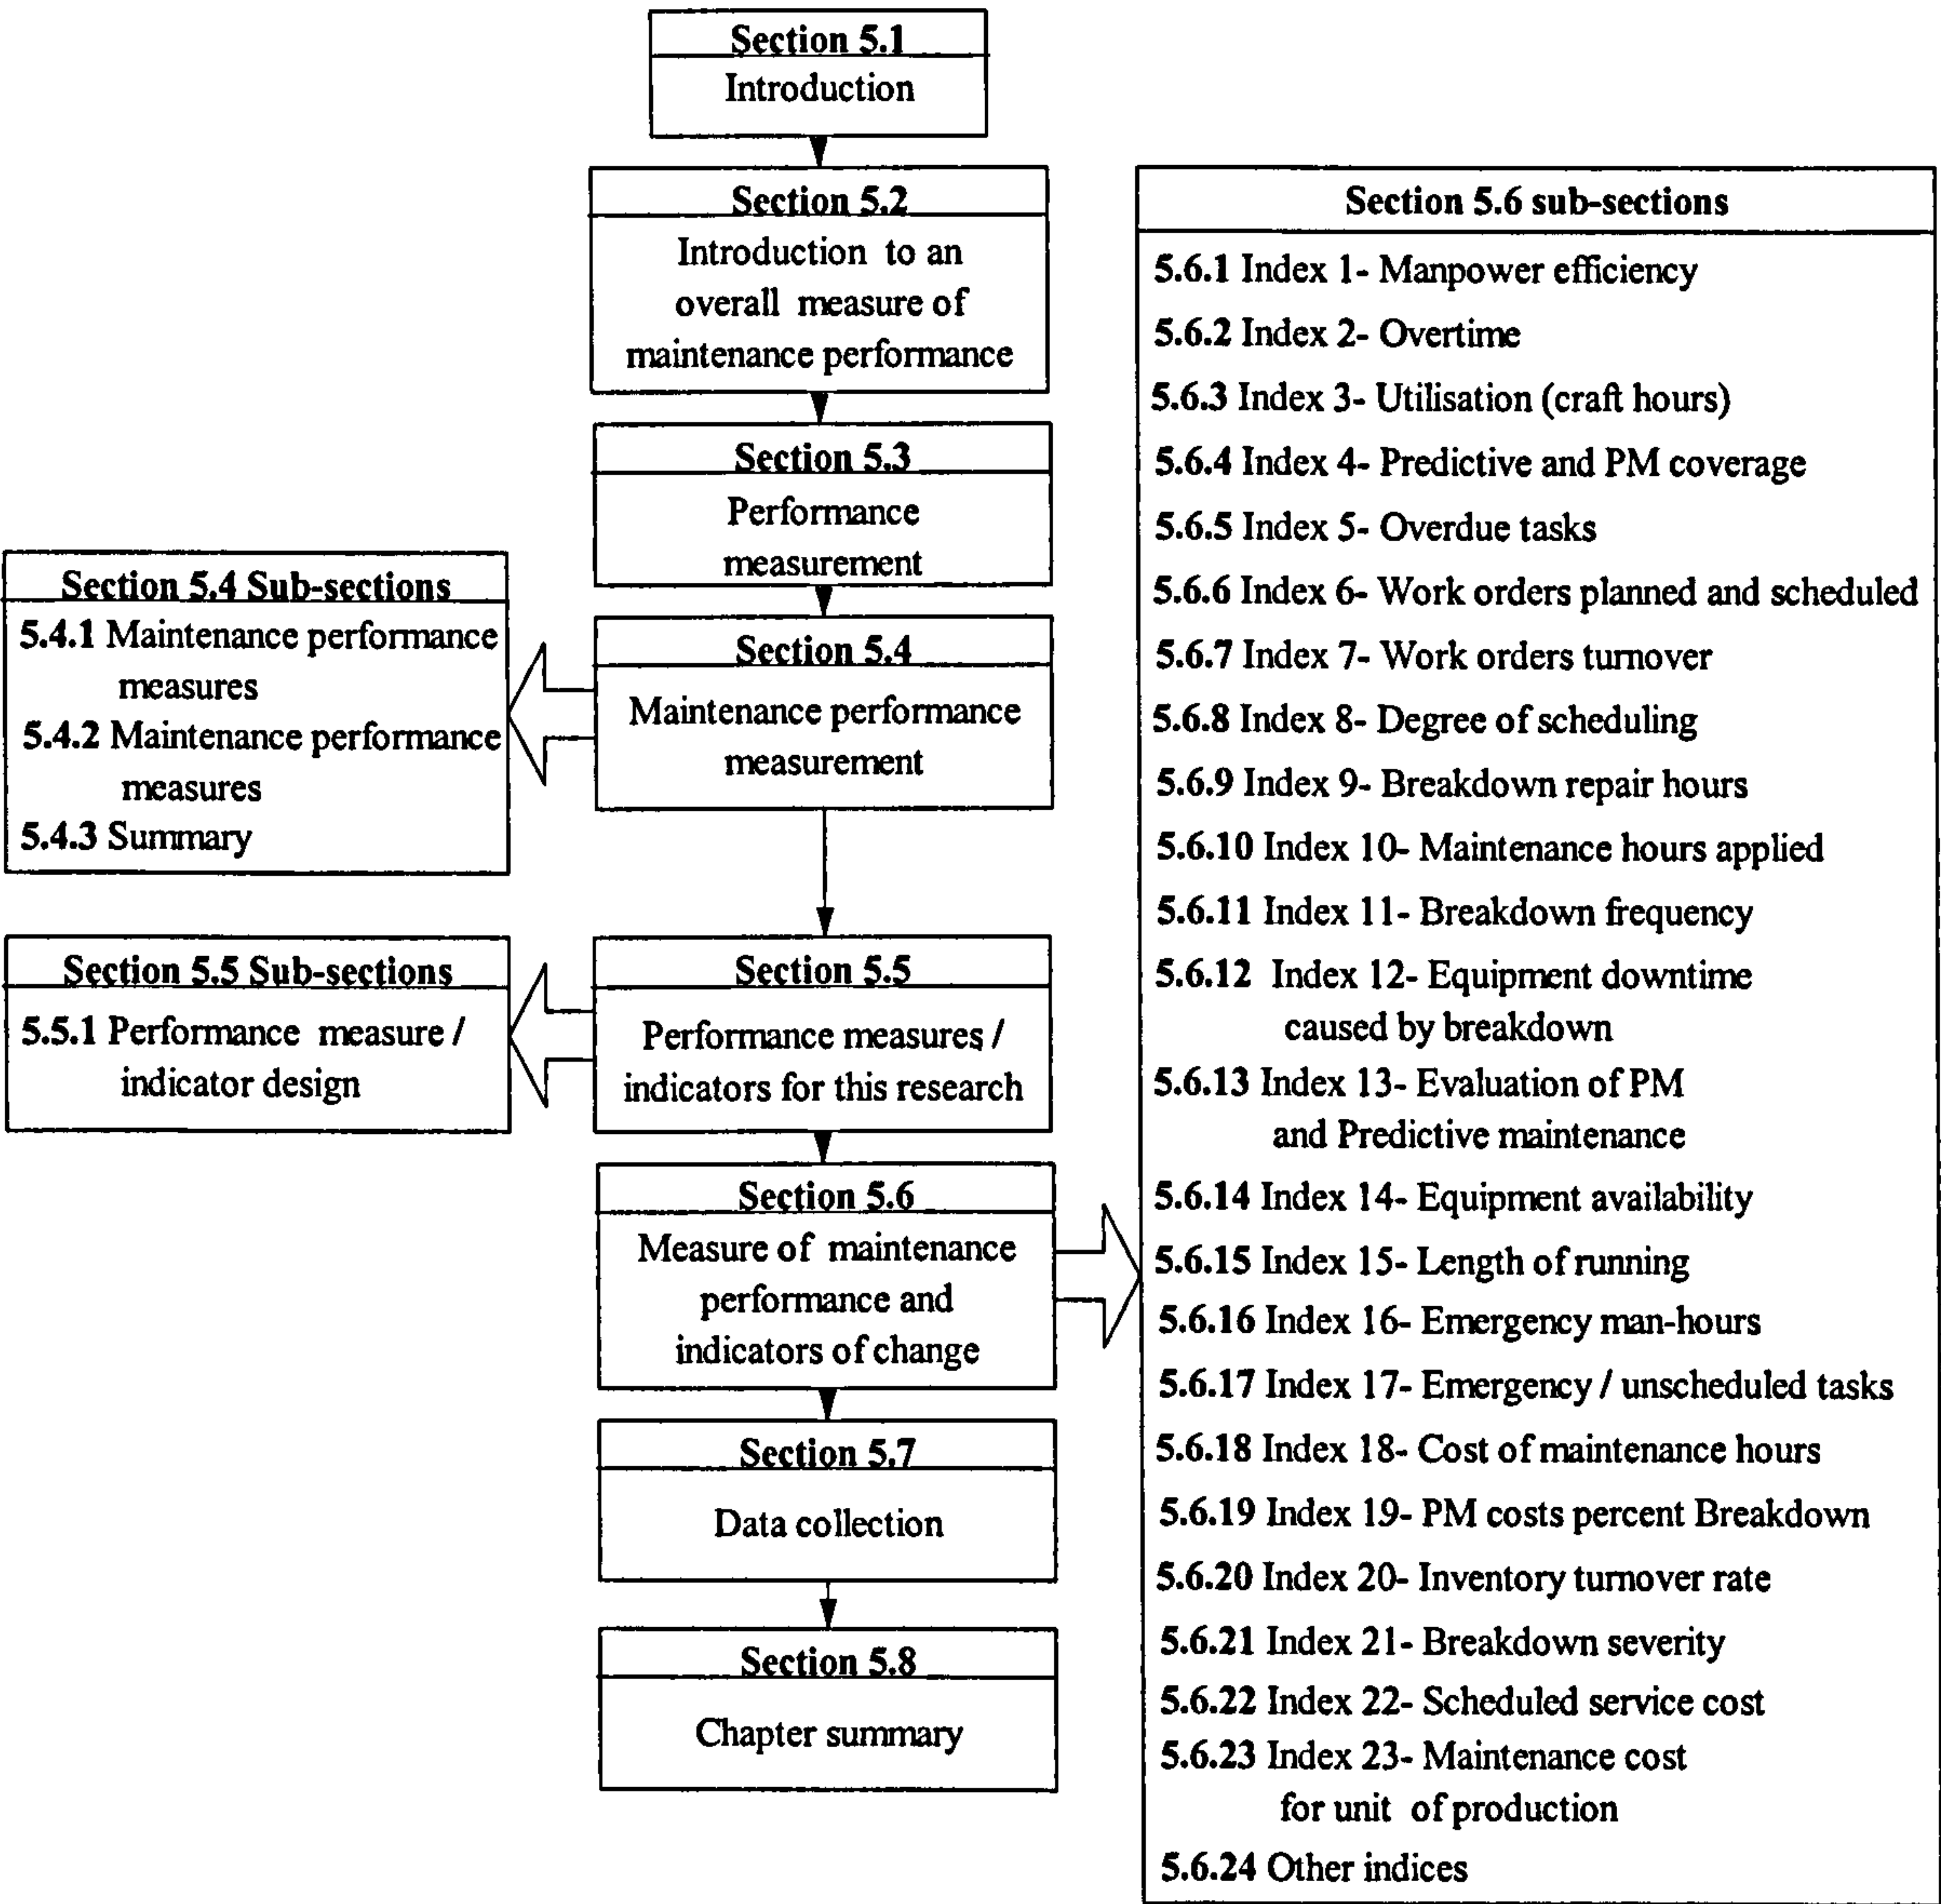 Section 5.1
Introduction
Section 5.2
Introduction to an
overall measure of
maintenance performance
Section 5.3
Performance
measurement
Section 5.4 Sub-sections
5.4.1 Maintenance performance
measures
5.4.2 Maintenance performance
measures
5.4.3 Summary
Section 5.4
Maintenance performance
measurement
Section 5.5 Sub-sections
5.5.1 Performance measure /
indicator design
Section 5.5
Performance measures /
indicators for this research
Section 5.6
Measure of maintenance
performance and
indicators of change
Section 5.7
Data collection
Section 5.8
Chapter summary
Section 5.6 sub-sections
5.6.1 Index 1- Manpower efficiency
5.6.2 Index 2- Overtime
5.6.3 Index 3- Utilisation (craft hours)
5.6.4 Index 4- Predictive and PM coverage
5.6.5 Index 5- Overdue tasks
5.6.6 Index 6- Work orders planned and scheduled
5.6.7 Index 7- Work orders turnover
5.6.8 Index 8- Degree of scheduling
5.6.9 Index 9- Breakdown repair hours
5.6.10 Index 10- Maintenance hours applied
5.6.11 Index 11- Breakdown frequency
5.6.12 Index 12- Equipment downtime
caused by breakdown
5.6.13 Index 13- Evaluation of PM
and Predictive maintenance
5.6.14 Index 14- Equipment availability
5.6.15 Index 15- Length of running
5.6.16 Index 16- Emergency man-hours
5.6.17 Index 17- Emergency / unscheduled tasks
5.6.18 Index 18- Cost of maintenance hours
5.6.19 Index 19- PM costs percent Breakdown
5.6.20 Index 20- Inventory turnover rate
5.6.21 Index 21- Breakdown severity
5.6.22 Index 22- Scheduled service cost
5.6.23 Index 23- Maintenance cost
for unit of production
5.6.24 Other indices